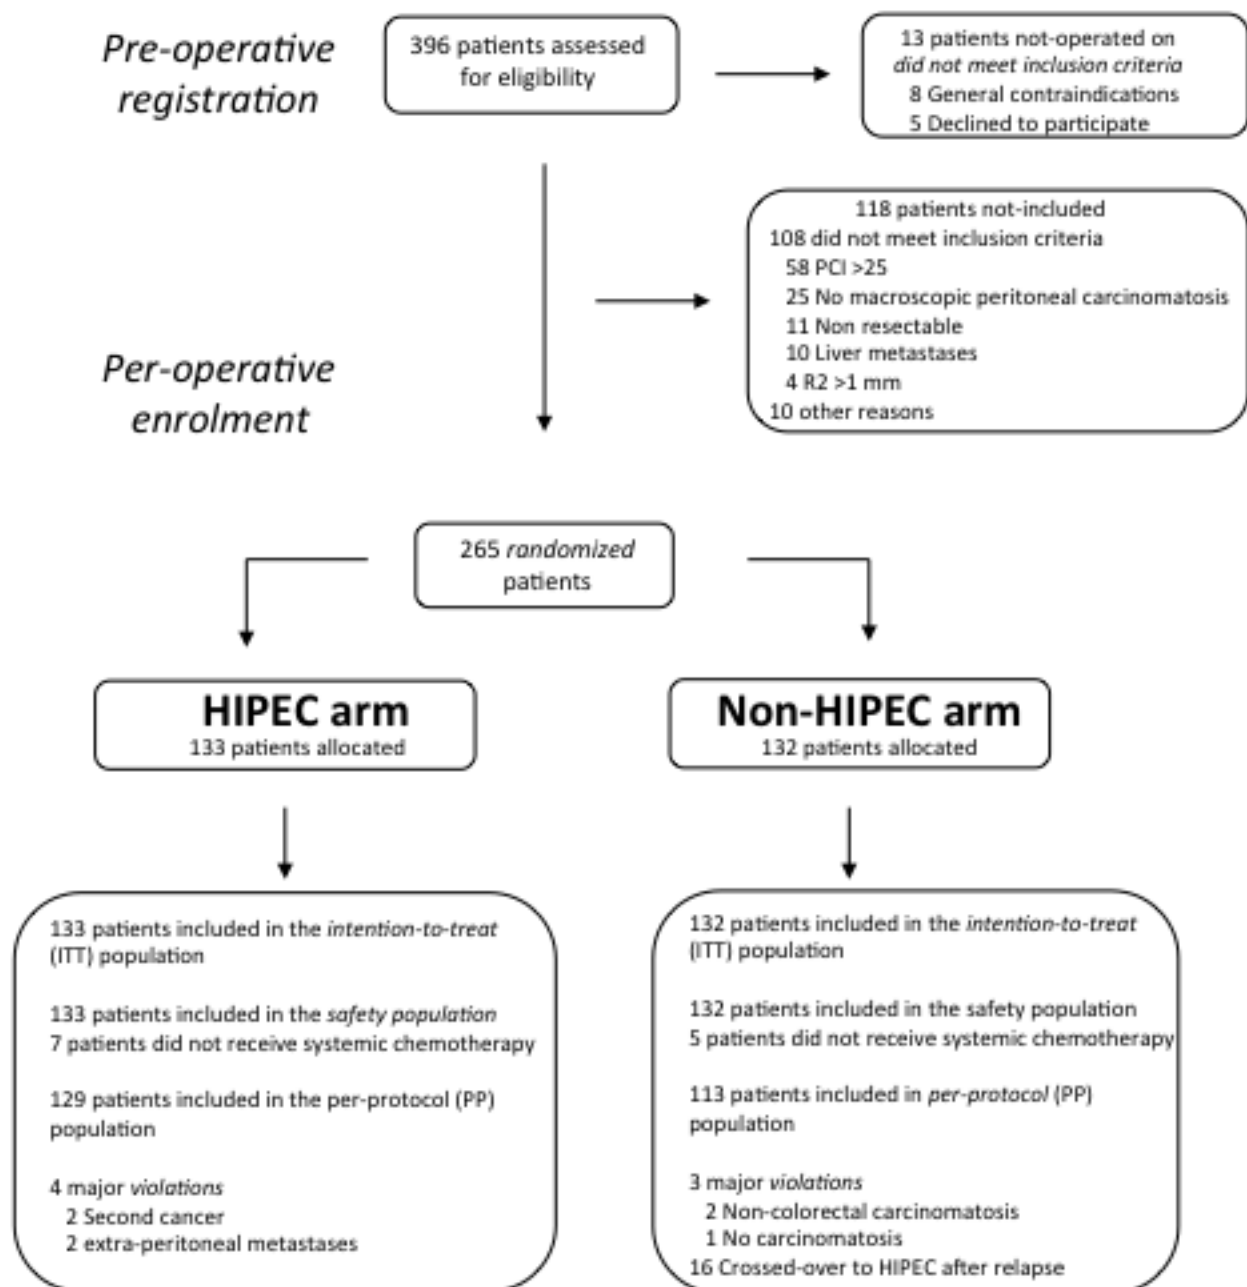 Pre-operative
registration
396 patients assessed
for eligibility
13 patients not-operated on
did not meet inclusion criteria
8 General contraindications
5 Declined to participate
118 patients not-included
108 did not meet inclusion criteria
58 PCI >25
25 No macroscopic peritoneal carcinomatosis
11 Non resectable
10 Liver metastases
4 R2 >1 mm
10 other reasons
Per-operative
enrolment
265 randomized
patients
HIPEC arm
133 patients allocated
Non-HIPEC arm
132 patients allocated
133 patients included in the intention-to-treat
(ITT) population
133 patients included in the safety population
7 patients did not receive systemic chemotherapy
129 patients included in the per-protocol (PP)
population
4 major violations
2 Second cancer
2 extra-peritoneal metastases
132 patients included in the intention-to-treat
(ITT) population
132 patients included in the safety population
5 patients did not receive systemic chemotherapy
113 patients included in per-protocol (PP)
population
3 major violations
2 Non-colorectal carcinomatosis
1 No carcinomatosis
16 Crossed-over to HIPEC after relapse